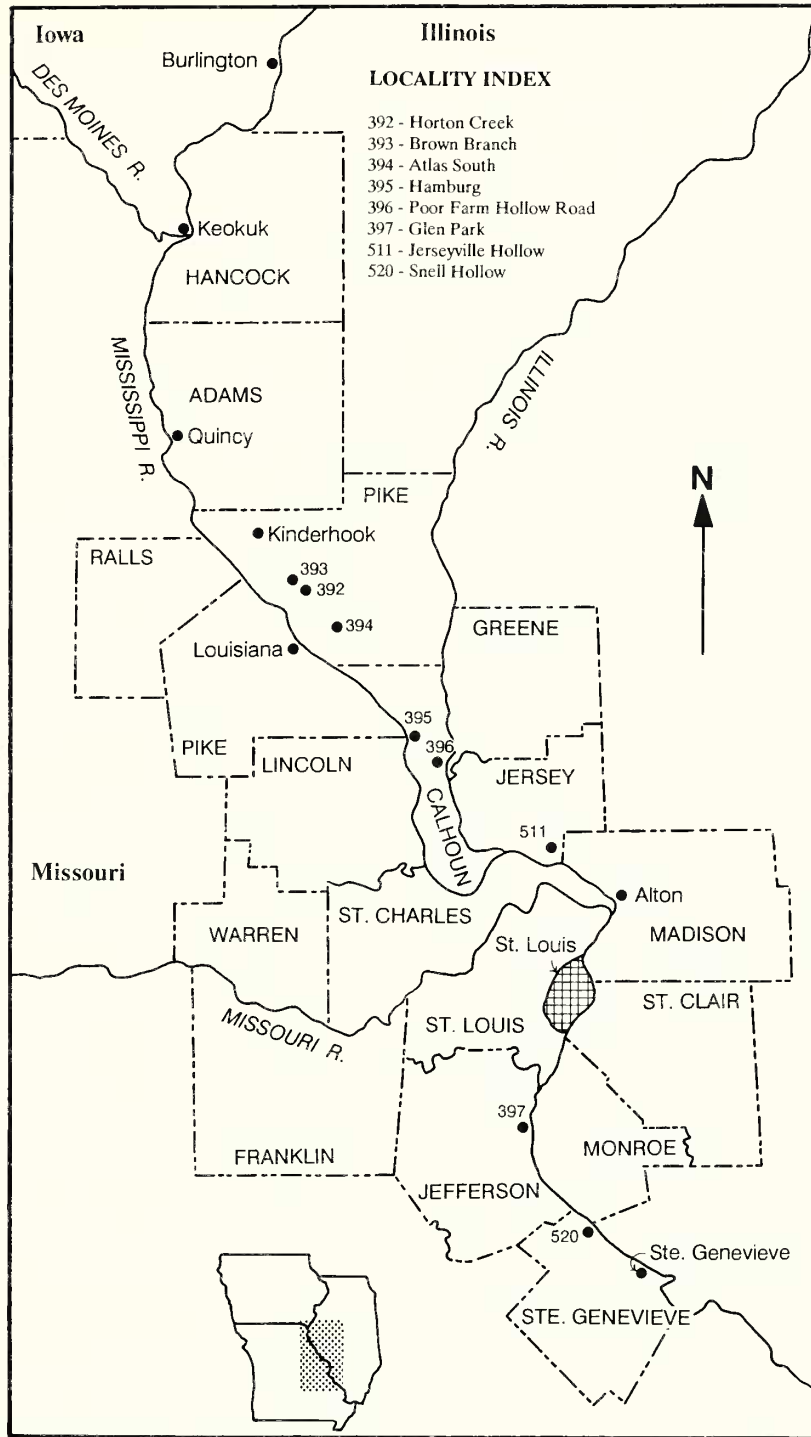 Iowa
Illinois
Burlington
DES MOINES R.
LOCALITY INDEX
392 - Horton Creek
393 - Brown Branch
394 - Atlas South
395 - Hamburg
396 - Poor Farm Hollow Road
397 - Glen Park
511 - Jerseyville Hollow
520 - Snell Hollow
Keokuk
HANCOCK
MISSISSIPPI R.
ILLINOIS R.
ADAMS
Quincy
PIKE
N
Kinderhook
RALLS
393
392
394
GREENE
Louisiana
395
PIKE
396
LINCOLN
JERSEY
CALHOUN
511
Missouri
Alton
ST. CHARLES
WARREN
MADISON
St. Louis
ST. CLAIR
MISSOURI R.
ST. LOUIS
397
FRANKLIN
MONROE
JEFFERSON
520
Ste. Genevieve
STE. GENEVIEVE